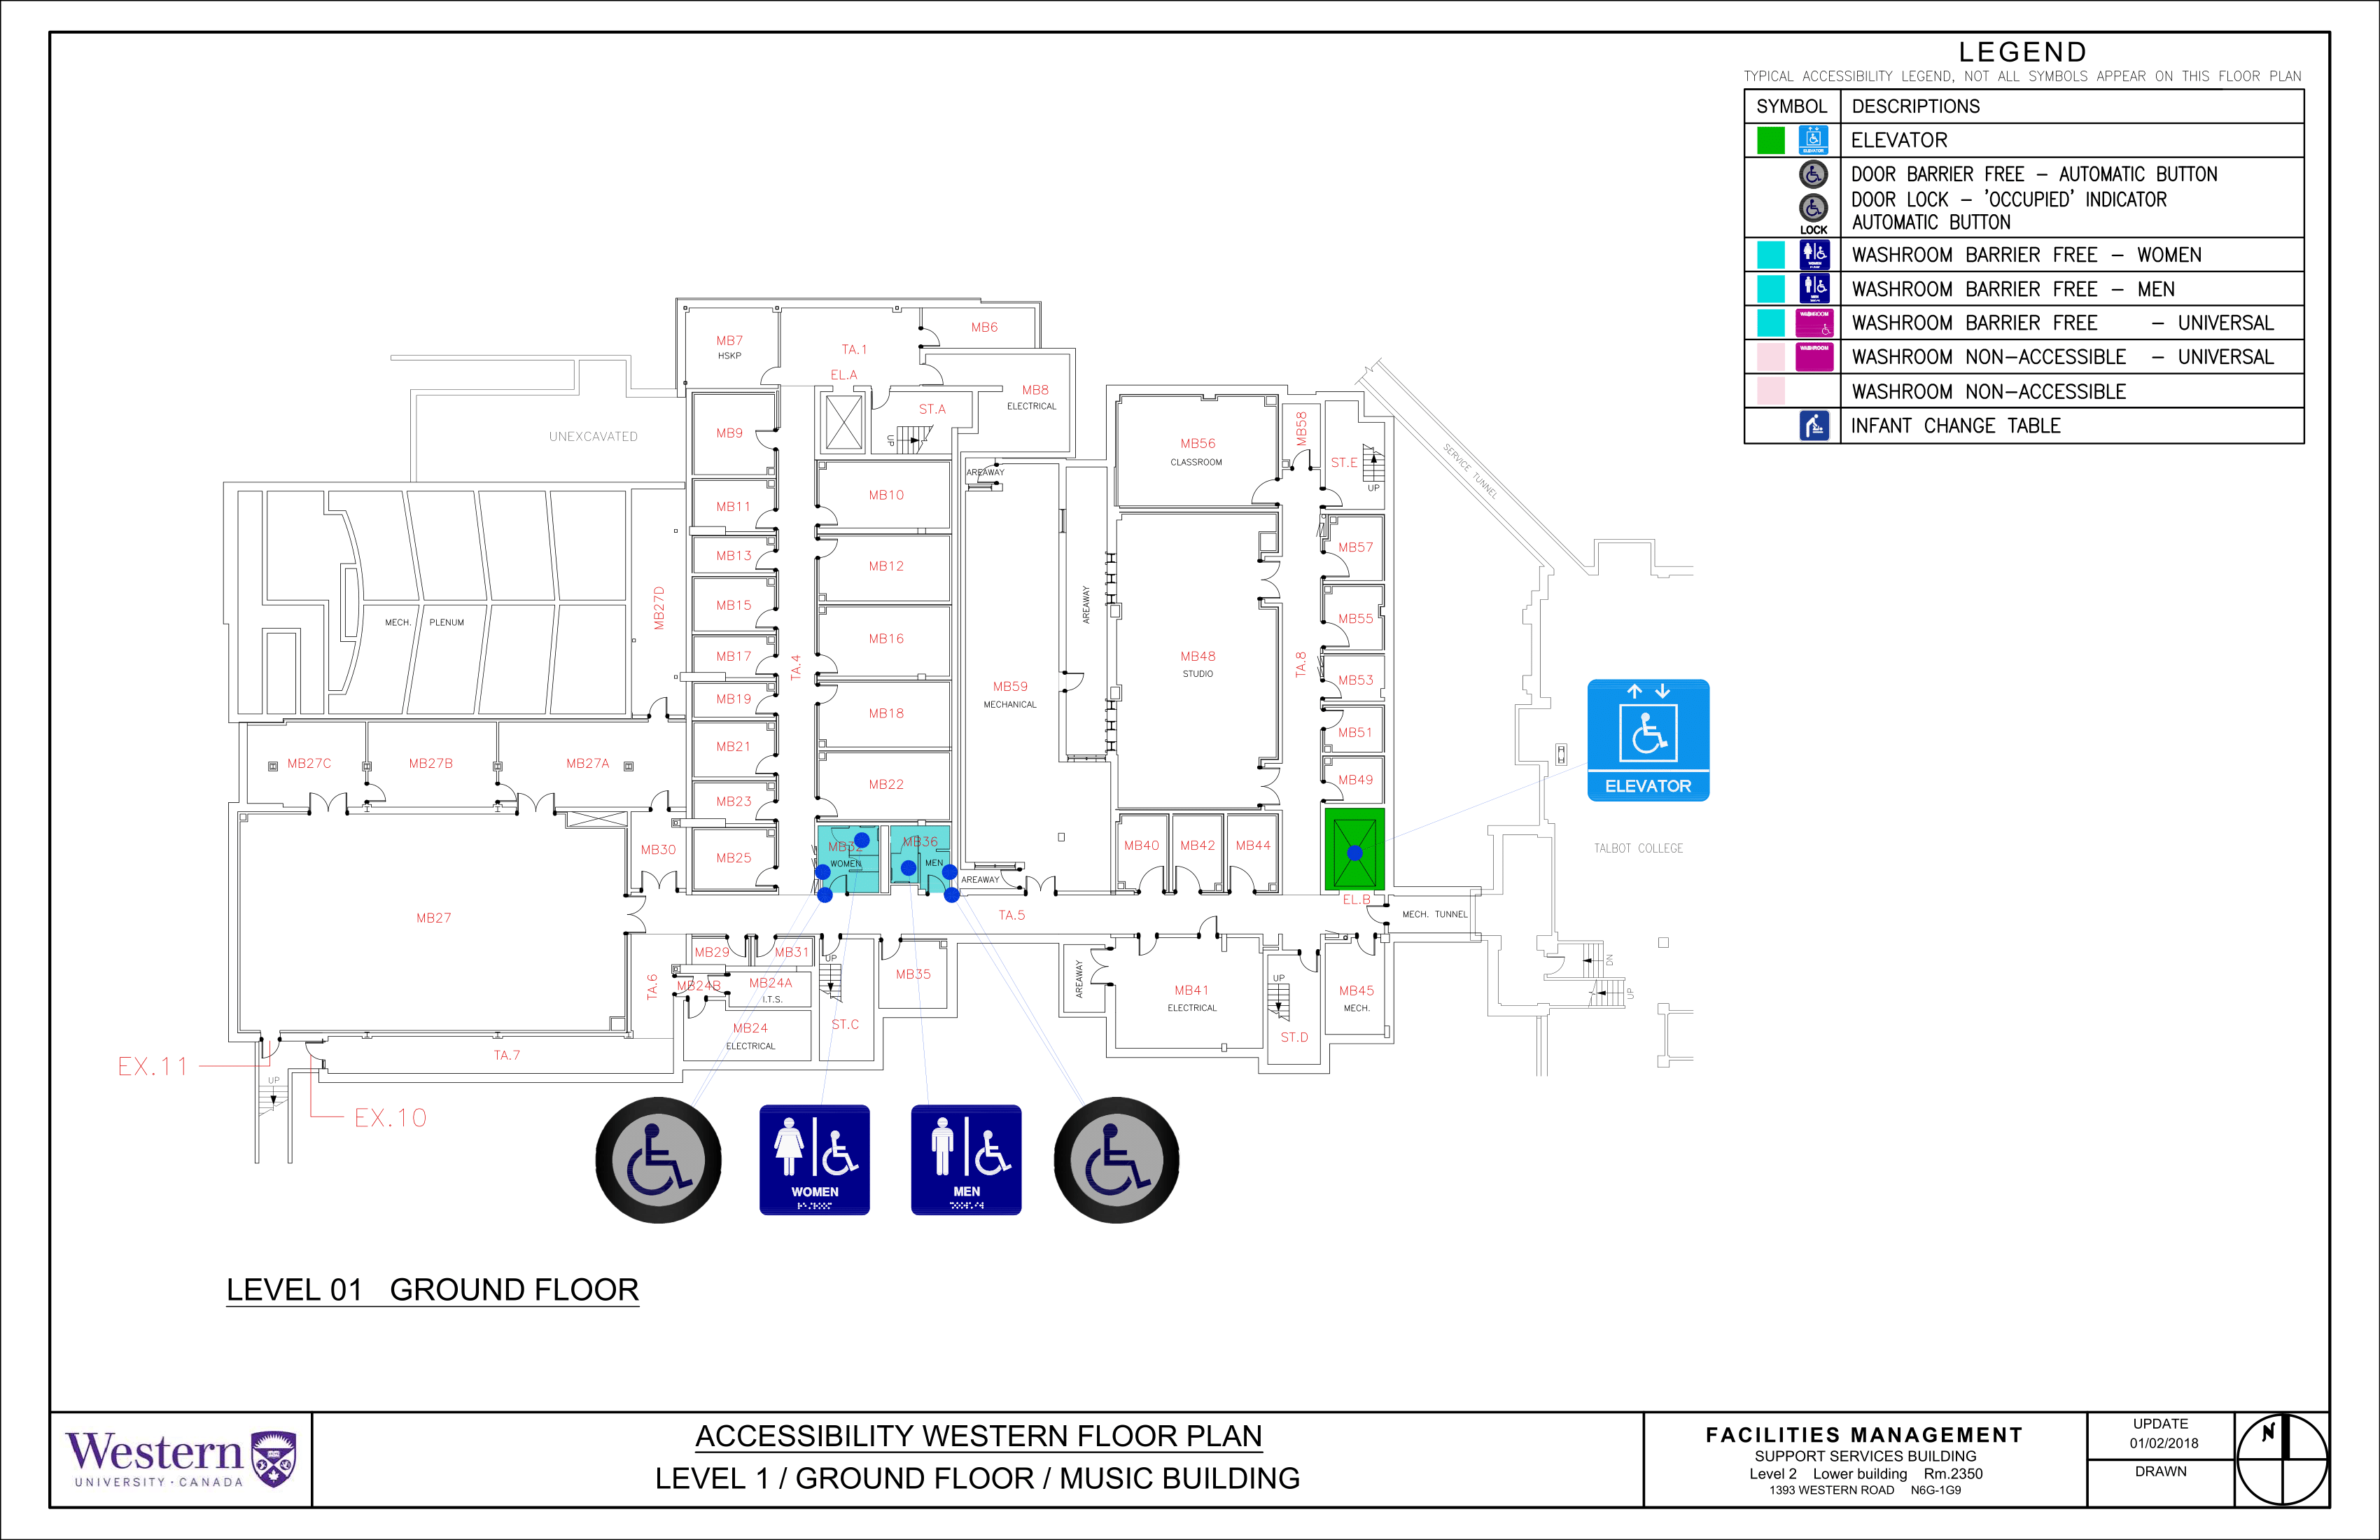 LEGEND
TYPICAL ACCESSIBILITY LEGEND, NOT ALL SYMBOLS APPEAR ON THIS FLOOR PLAN
SYMBOL DESCRIPTIONS
ELEVATOR
DOOR BARRIER FREE – AUTOMATIC BUTTON
DOOR LOCK – 'OCCUPIED' INDICATOR
AUTOMATIC BUTTON
LOCK
WASHROOM BARRIER FREE – WOMEN
WASHROOM BARRIER FREE – MEN
WASHROOM BARRIER FREE – UNIVERSAL
WASHROOM NON–ACCESSIBLE – UNIVERSAL
WASHROOM NON–ACCESSIBLE
INFANT CHANGE TABLE
MB7
HSKP
TA.1
MB6
EL.A
MB8
ELECTRICAL
ST.A
UP
UNEXCAVATED
MB9
MB10
MB11
MB12
MB13
MB15
MB16
MB17
MB18
MB19
MB21
MB22
MB23
MB25
TA.4
MB27D
MECH. PLENUM
MB27C
MB27B
MB27A
MB30
MB27
MB32
WOMEN
MB36
MEN
AREAWAY
AREAWAY
AREAWAY
MB59
MECHANICAL
MB56
CLASSROOM
MB58
ST.E
UP
SERVICE TUNNEL
MB57
MB55
MB53
MB51
MB49
MB48
STUDIO
TA.8
MB40
MB42
MB44
ELEVATOR
TALBOT COLLEGE
EL.B
MECH. TUNNEL
TA.5
MB29
MB31
UP
MB24B
MB24A
I.T.S.
MB24
ELECTRICAL
ST.C
MB35
AREAWAY
MB41
ELECTRICAL
UP
ST.D
MB45
MECH.
DN
UP
TA.6
TA.7
EX.11
UP
EX.10
WOMEN
MEN
LEVEL 01 GROUND FLOOR
Western
UNIVERSITY · CANADA
ACCESSIBILITY WESTERN FLOOR PLAN
LEVEL 1 / GROUND FLOOR / MUSIC BUILDING
FACILITIES MANAGEMENT
SUPPORT SERVICES BUILDING
Level 2 Lower building Rm.2350
1393 WESTERN ROAD N6G-1G9
UPDATE
01/02/2018
DRAWN
N